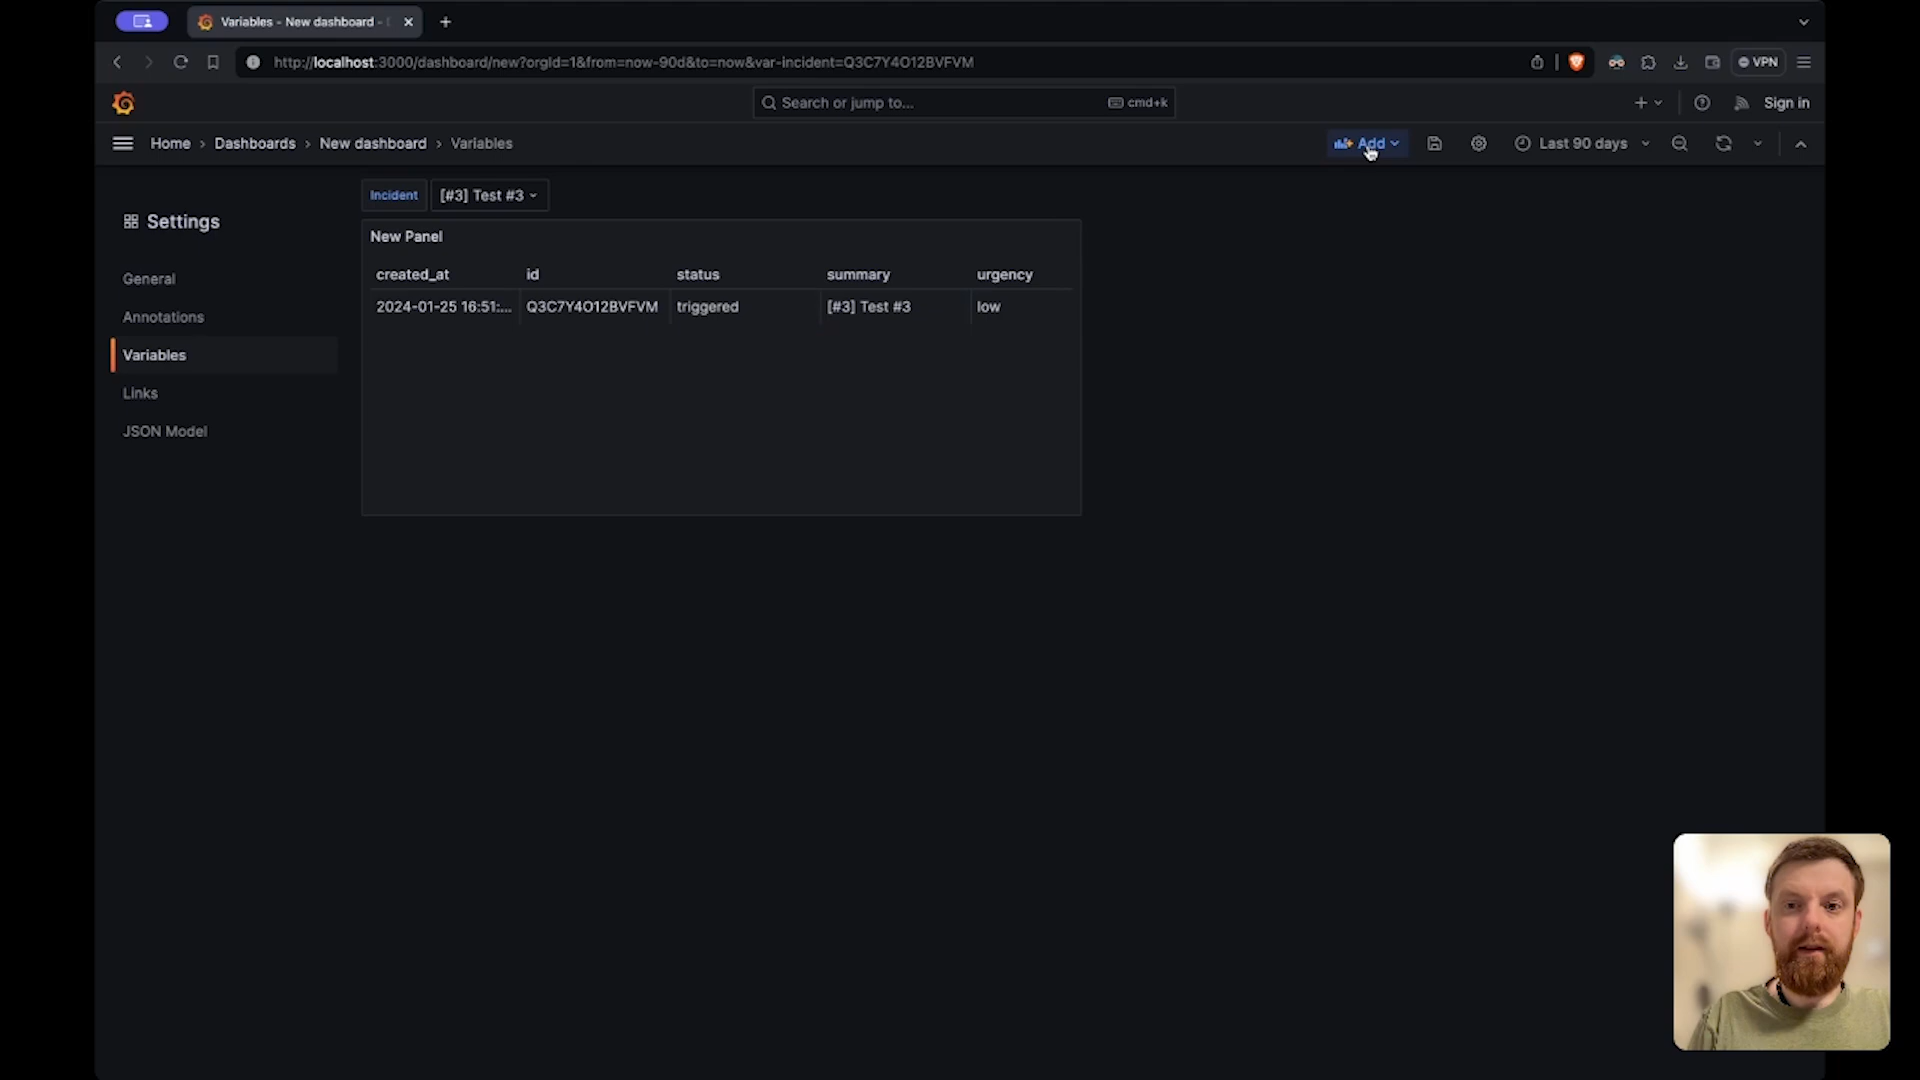 Variables - New dashboard -
http://localhost:3000/dashboard/new?orgId=1&from=now-90d&to=now&var-incident=Q3C7Y4O12BVFVM
VPN
Search or jump to...
cmd+k
Sign in
Home › Dashboards › New dashboard › Variables
Add
Last 90 days
Settings
General
Annotations
Variables
Links
JSON Model
Incident
[#3] Test #3
New Panel
created_at id status summary urgency
2024-01-25 16:51:... Q3C7Y4O12BVFVM triggered [#3] Test #3 low